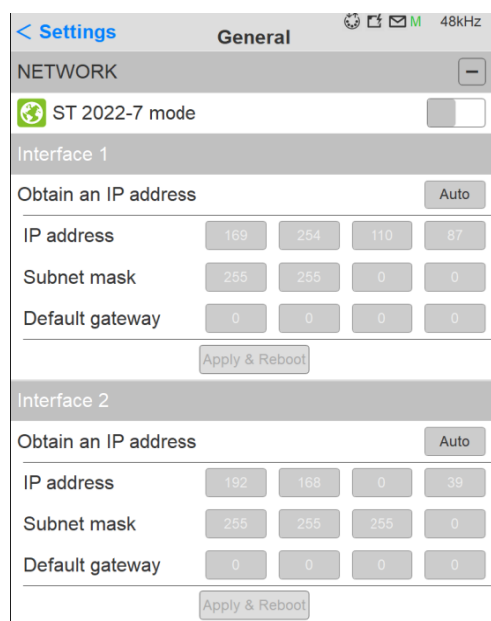 < Settings General M 48kHz
NETWORK
ST 2022-7 mode
Interface 1
Obtain an IP address Auto
IP address 169 254 110 87
Subnet mask 255 255 0 0
Default gateway 0 0 0 0
Apply & Reboot
Interface 2
Obtain an IP address Auto
IP address 192 168 0 39
Subnet mask 255 255 255 0
Default gateway 0 0 0 0
Apply & Reboot